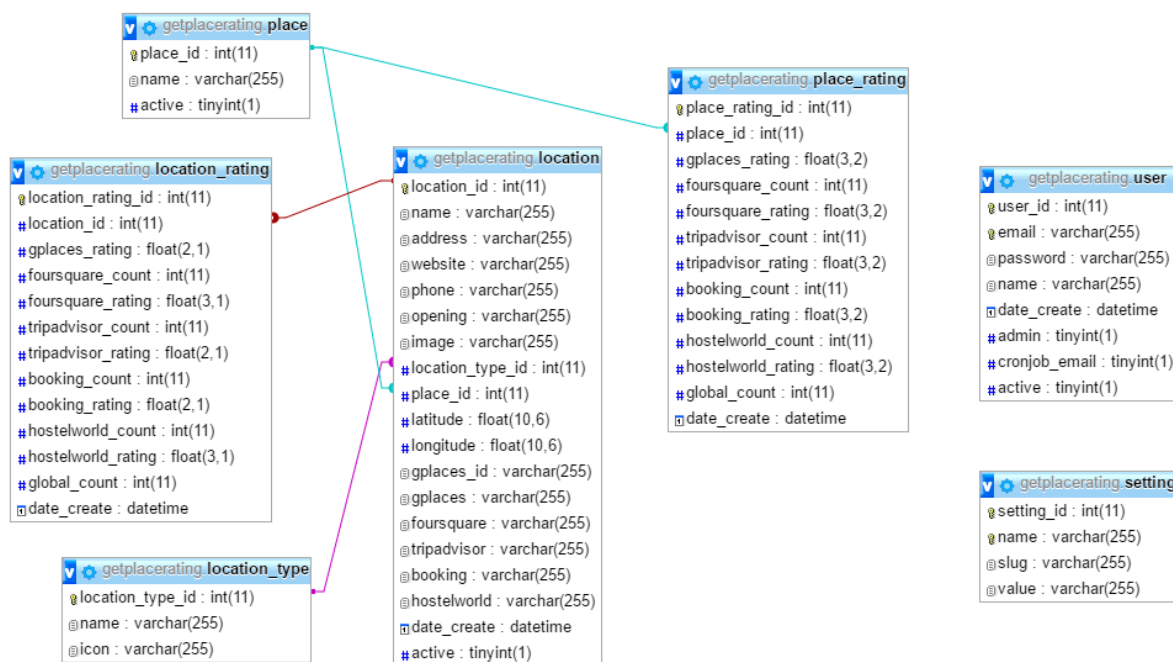 getplacerating place
place_id : int(11)
name : varchar(255)
active : tinyint(1)
getplacerating location_rating
location_rating_id : int(11)
location_id : int(11)
gplaces_rating : float(2,1)
foursquare_count : int(11)
foursquare_rating : float(3,1)
tripadvisor_count : int(11)
tripadvisor_rating : float(2,1)
booking_count : int(11)
booking_rating : float(2,1)
hostelworld_count : int(11)
hostelworld_rating : float(3,1)
global_count : int(11)
date_create : datetime
getplacerating location_type
location_type_id : int(11)
name : varchar(255)
icon : varchar(255)
getplacerating location
location_id : int(11)
name : varchar(255)
address : varchar(255)
website : varchar(255)
phone : varchar(255)
opening : varchar(255)
image : varchar(255)
location_type_id : int(11)
place_id : int(11)
latitude : float(10,6)
longitude : float(10,6)
gplaces_id : varchar(255)
gplaces : varchar(255)
foursquare : varchar(255)
tripadvisor : varchar(255)
booking : varchar(255)
hostelworld : varchar(255)
date_create : datetime
active : tinyint(1)
getplacerating place_rating
place_rating_id : int(11)
place_id : int(11)
gplaces_rating : float(3,2)
foursquare_count : int(11)
foursquare_rating : float(3,2)
tripadvisor_count : int(11)
tripadvisor_rating : float(3,2)
booking_count : int(11)
booking_rating : float(3,2)
hostelworld_count : int(11)
hostelworld_rating : float(3,2)
global_count : int(11)
date_create : datetime
getplacerating user
user_id : int(11)
email : varchar(255)
password : varchar(255)
name : varchar(255)
date_create : datetime
admin : tinyint(1)
cronjob_email : tinyint(1)
active : tinyint(1)
getplacerating setting
setting_id : int(11)
name : varchar(255)
slug : varchar(255)
value : varchar(255)